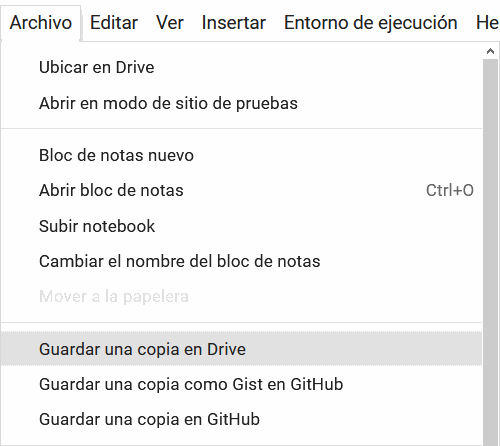 Archivo Editar Ver Insertar Entorno de ejecución He
Ubicar en Drive
Abrir en modo de sitio de pruebas
Bloc de notas nuevo
Abrir bloc de notas Ctrl+O
Subir notebook
Cambiar el nombre del bloc de notas
Mover a la papelera
Guardar una copia en Drive
Guardar una copia como Gist en GitHub
Guardar una copia en GitHub